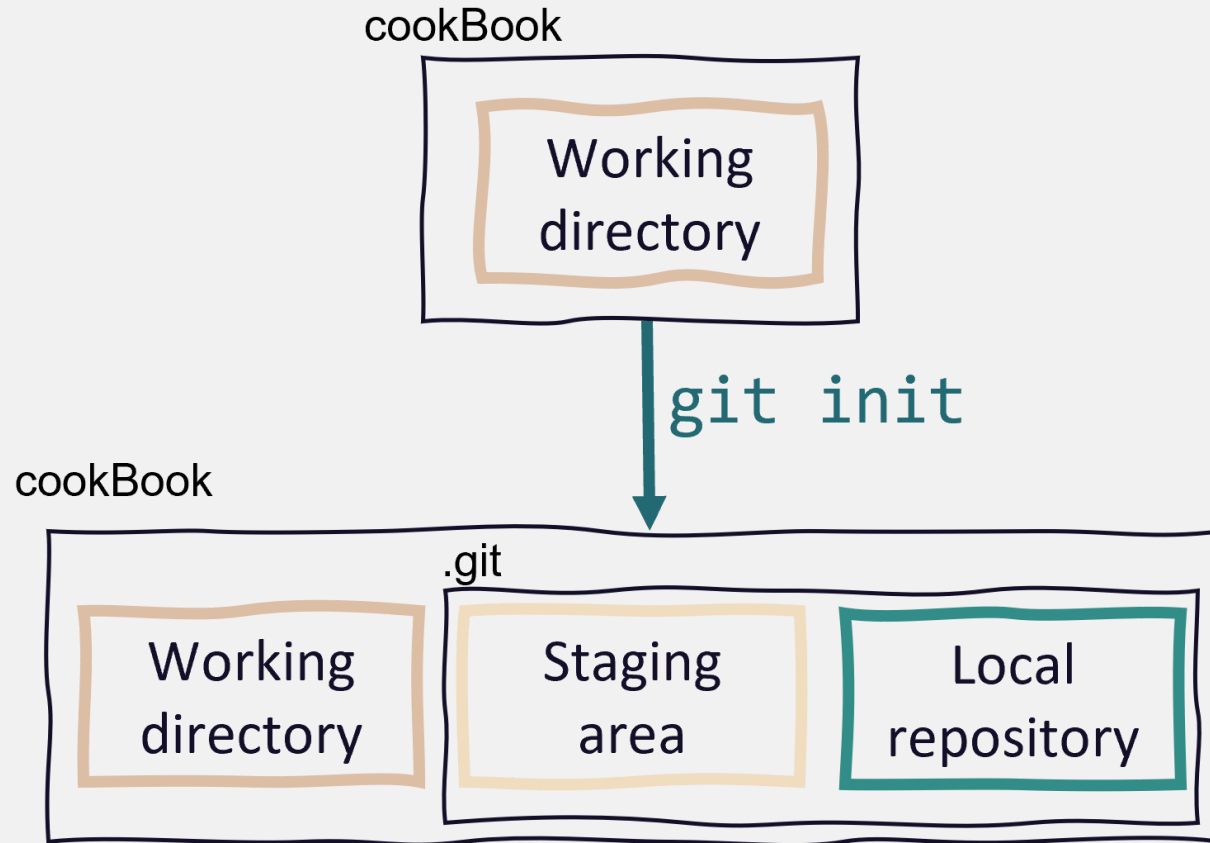 cookBook
Working
directory
git init
cookBook
.git
Working
directory
Staging
area
Local
repository